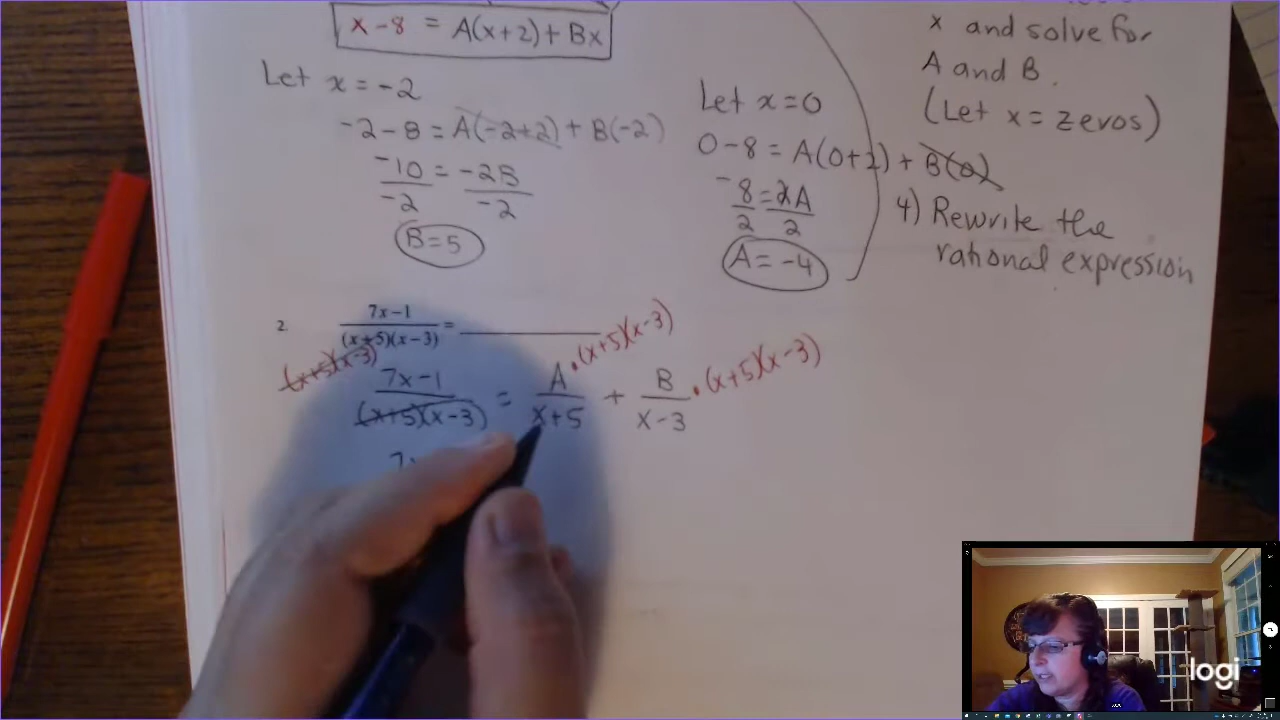 x - 8 = A(x+2) + Bx
Let x = -2
-2 - 8 = A(-2+2) + B(-2)
-10 = -2B
-2 -2
B = 5
Let x = 0
0 - 8 = A(0+2) + B(0)
-8 = 2A
2 2
A = -4
x and solve for
A and B.
(Let x = zeros)
4) Rewrite the
rational expression
2. 7x-1 / (x+5)(x-3) = 
(x+5)(x-3) 7x-1 / (x+5)(x-3) = A / x+5 • (x+5)(x-3) + B / x-3 • (x+5)(x-3)
logi